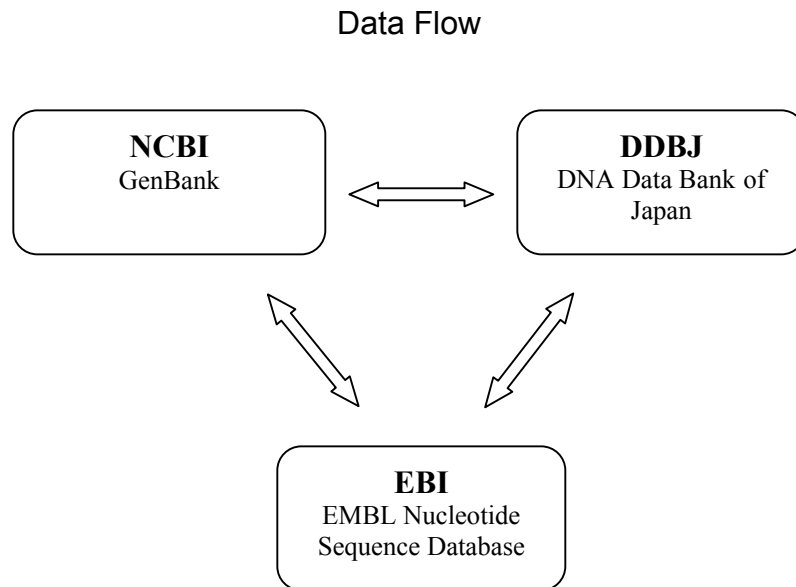 Data Flow
NCBI
GenBank
DDBJ
DNA Data Bank of
Japan
EBI
EMBL Nucleotide
Sequence Database